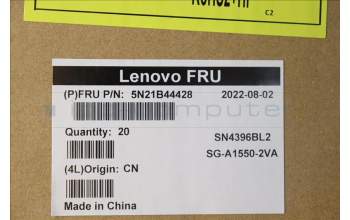 C2
Lenovo FRU
(P)FRU P/N: 5N21B44428 2022-08-02
Quantity: 20 SN4396BL2
SG-A1550-2VA
(4L)Origin: CN
Made in China